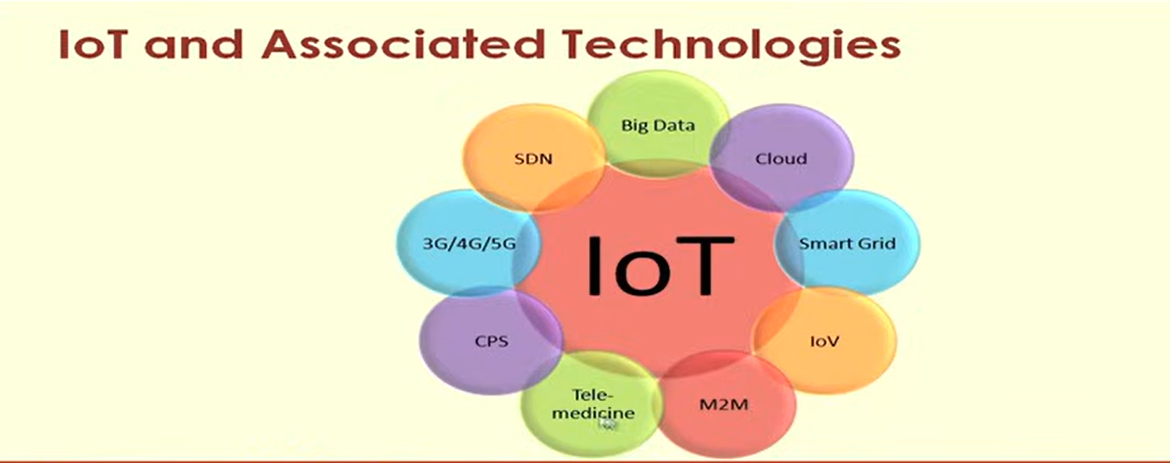 IoT and Associated Technologies
Big Data
Cloud
Smart Grid
IoV
M2M
Tele-
medicine
CPS
3G/4G/5G
SDN
IoT